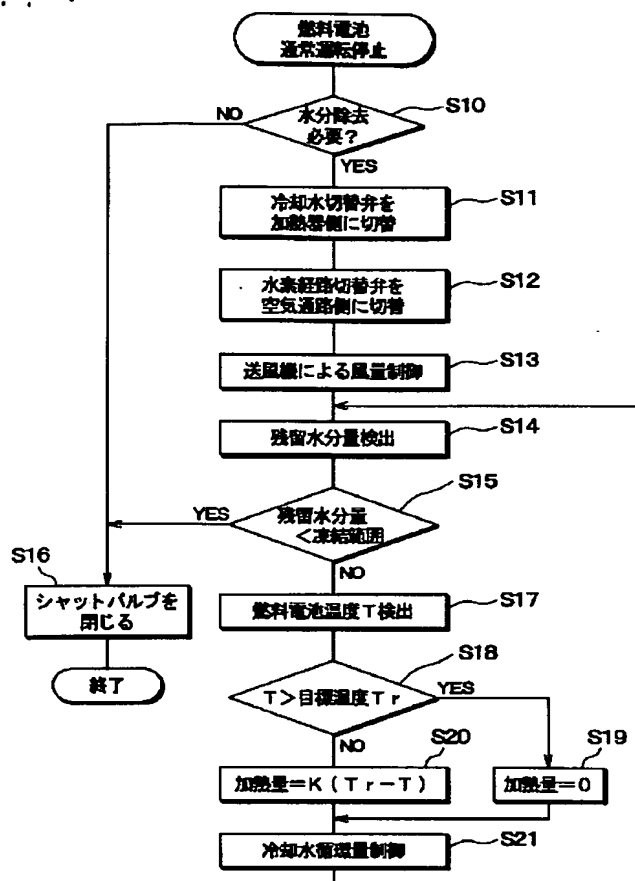 燃料電池
通常運転停止
S10
NO
水分除去
必要？
YES
冷却水切替弁を
加熱器側に切替
S11
水素経路切替弁を
空気通路側に切替
S12
送風機による風量制御
S13
残留水分量検出
S14
S15
YES
残留水分量
＜凍結範囲
NO
S16
シャットバルブを
閉じる
終了
燃料電池温度T検出
S17
S18
T＞目標温度Tr
YES
NO
S20
加熱量＝K（Tr−T）
S19
加熱量＝0
冷却水循環量制御
S21